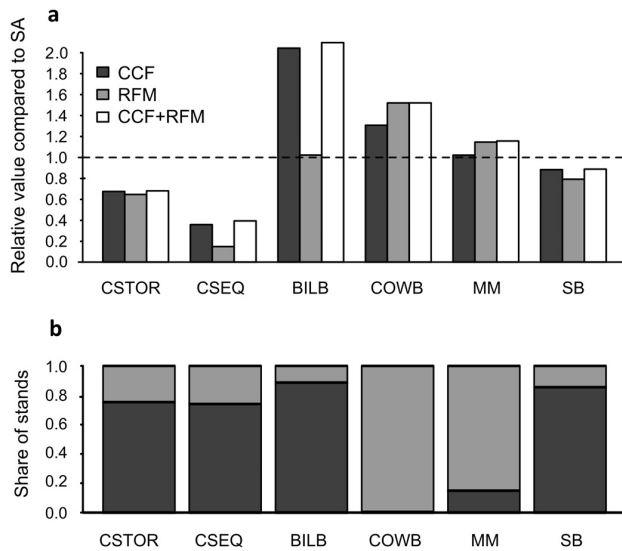 a
Relative value compared to SA
2.0
1.8
1.6
1.4
1.2
1.0
0.8
0.6
0.4
0.2
0.0
CCF
RFM
CCF+RFM
CSTOR CSEQ BILB COWB MM SB
b
Share of stands
1.0
0.8
0.6
0.4
0.2
0.0
CSTOR CSEQ BILB COWB MM SB